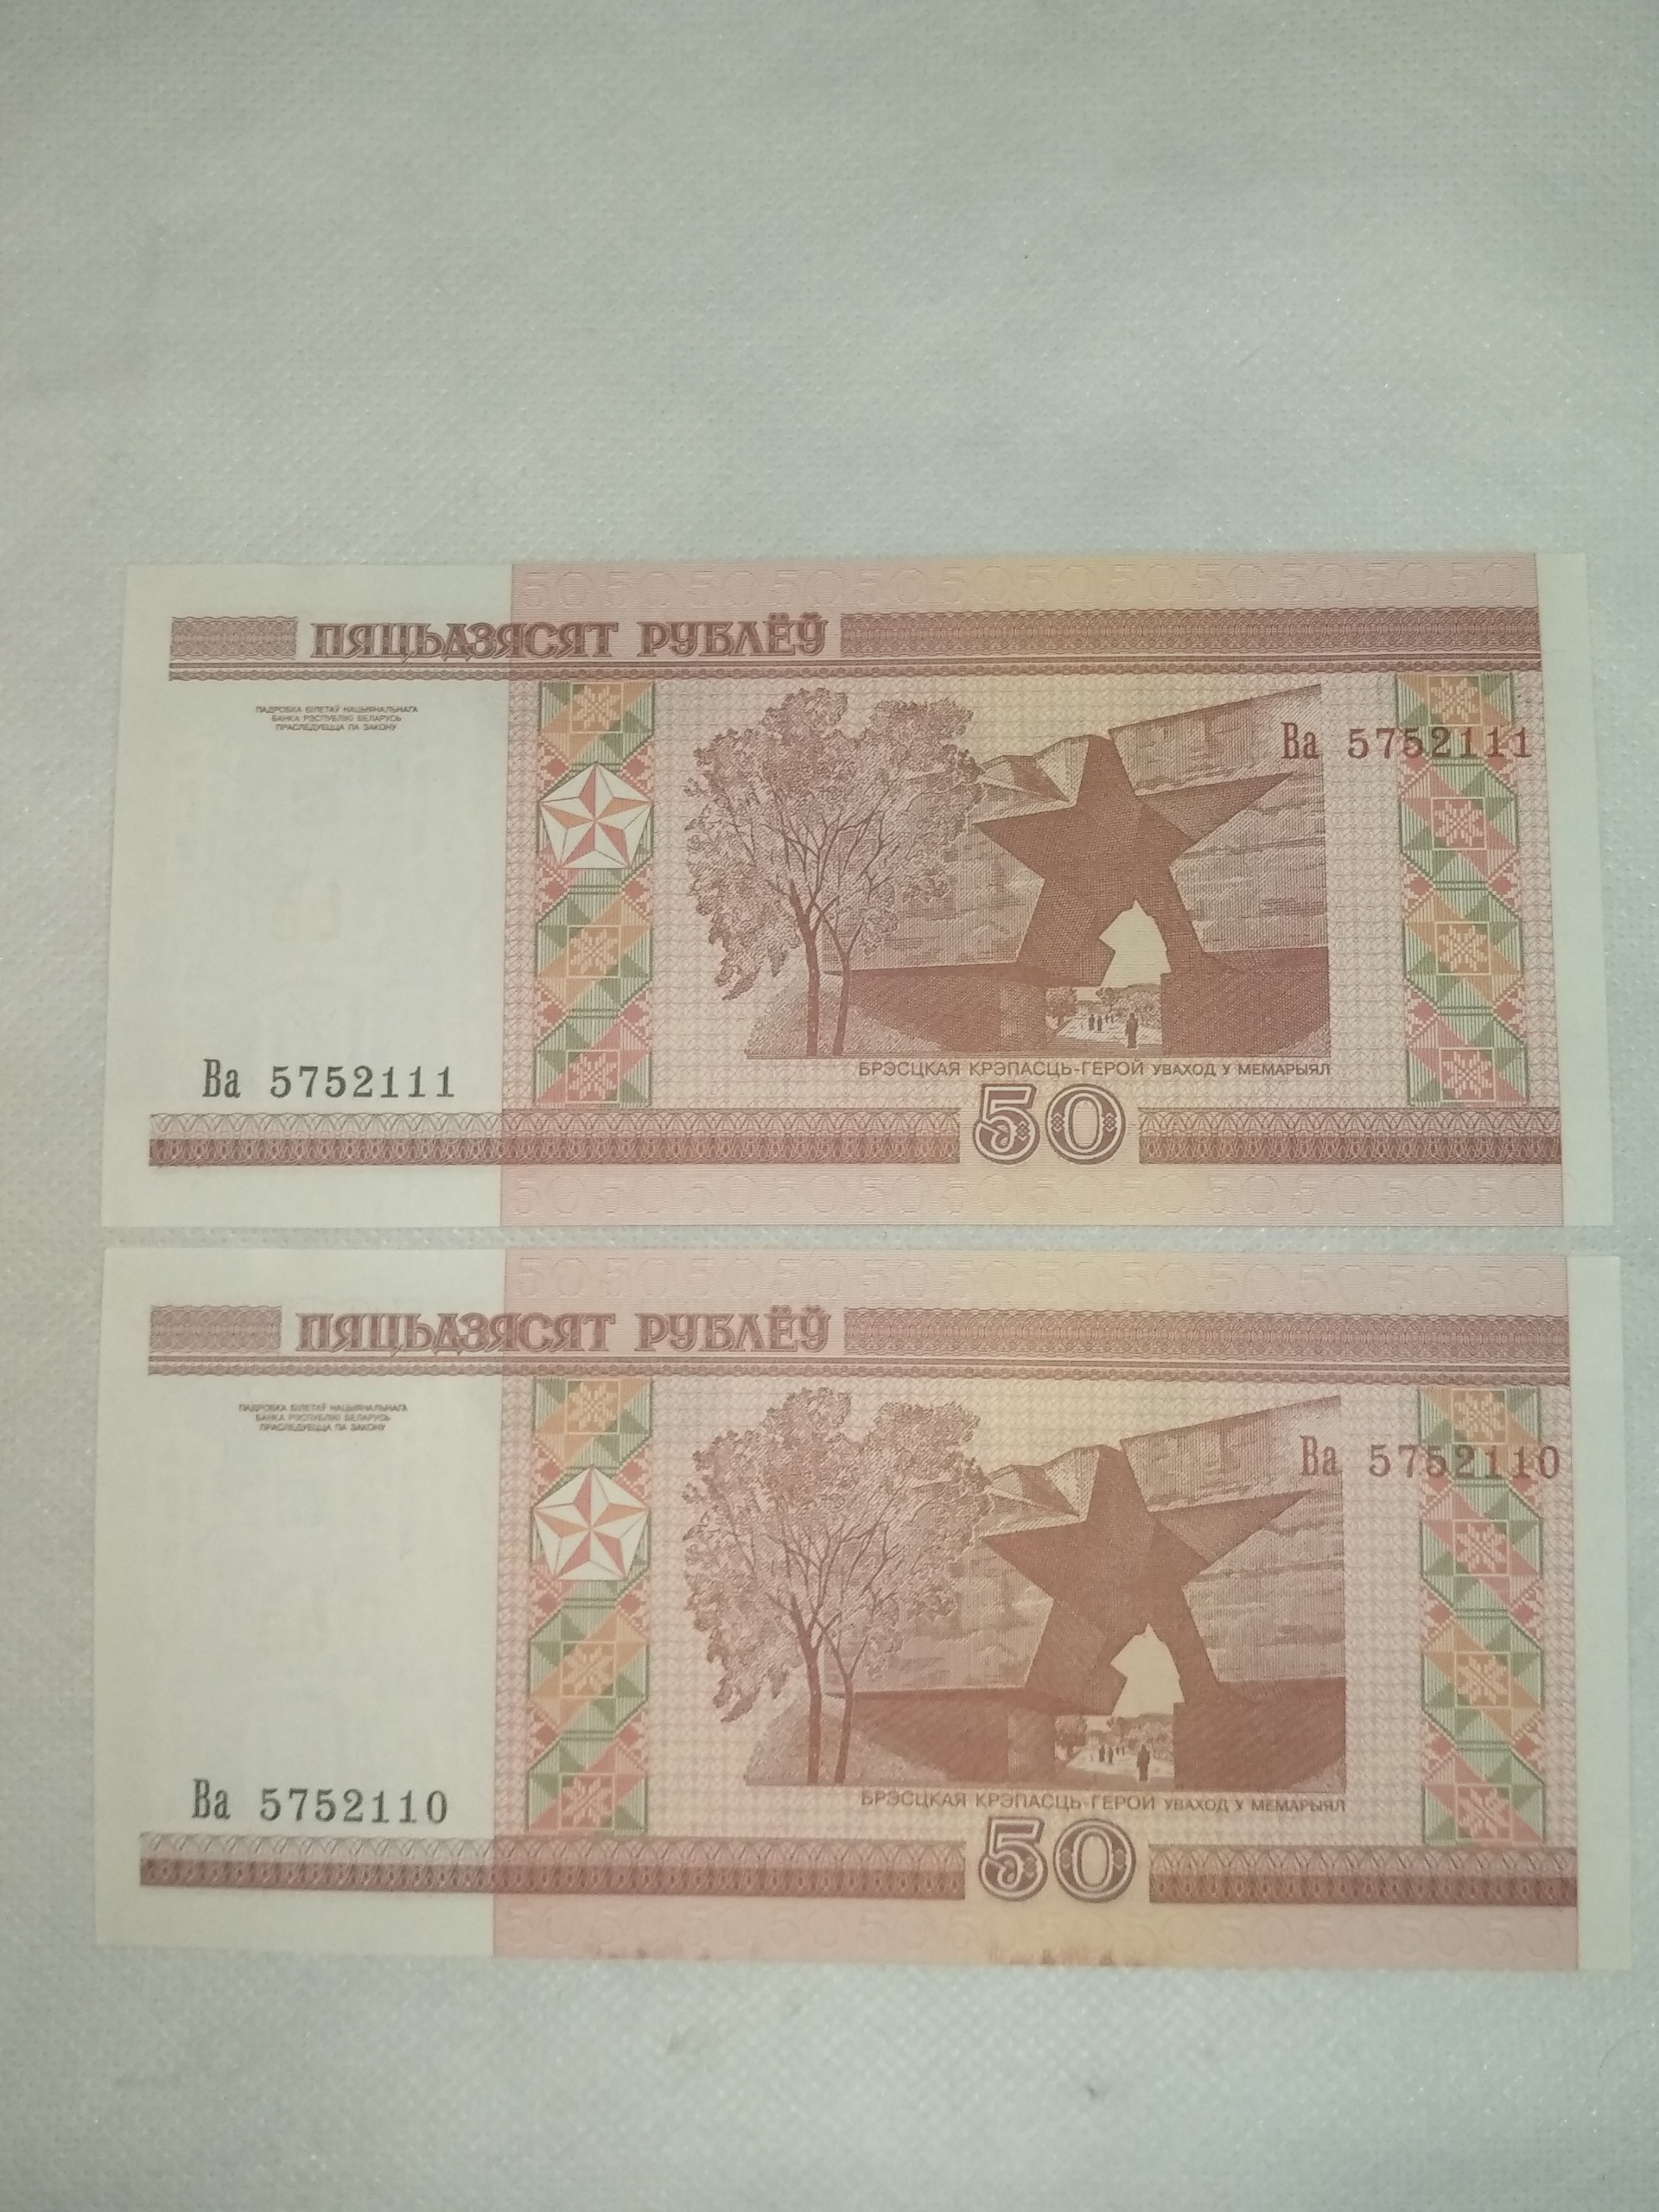 ПЯЦЬДЗЯСЯТ РУБЛЁЎ
ПАДРОБКА БІЛЕТАЎ НАЦЫЯНАЛЬНАГА
БАНКА РЭСПУБЛІКІ БЕЛАРУСЬ
ПРАСЛЕДУЕЦЦА ПА ЗАКОНУ
Ва 5752111
Ва 5752111
БРЭСЦКАЯ КРЭПАСЦЬ-ГЕРОЙ УВАХОД У МЕМАРЫЯЛ
50
ПЯЦЬДЗЯСЯТ РУБЛЁЎ
ПАДРОБКА БІЛЕТАЎ НАЦЫЯНАЛЬНАГА
БАНКА РЭСПУБЛІКІ БЕЛАРУСЬ
ПРАСЛЕДУЕЦЦА ПА ЗАКОНУ
Ва 5752110
Ва 5752110
БРЭСЦКАЯ КРЭПАСЦЬ-ГЕРОЙ УВАХОД У МЕМАРЫЯЛ
50